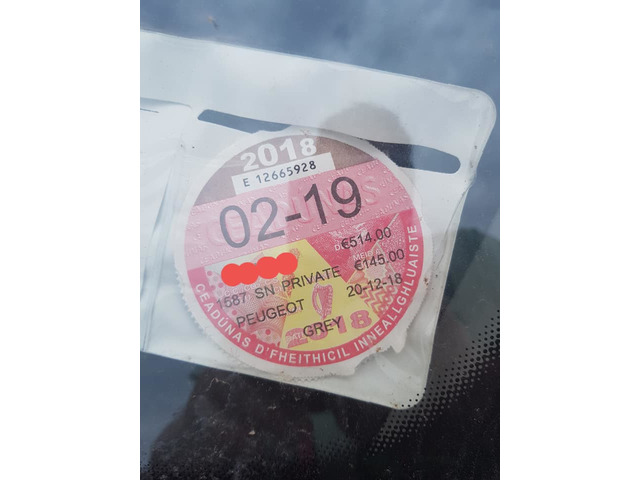 2018
E 12665928
02-19
€514.00
1587 SN PRIVATE €145.00
PEUGEOT 20-12-18
GREY
2018
CEADÚNAS D'FHEITHICIL INNEALLGHLUAISTE